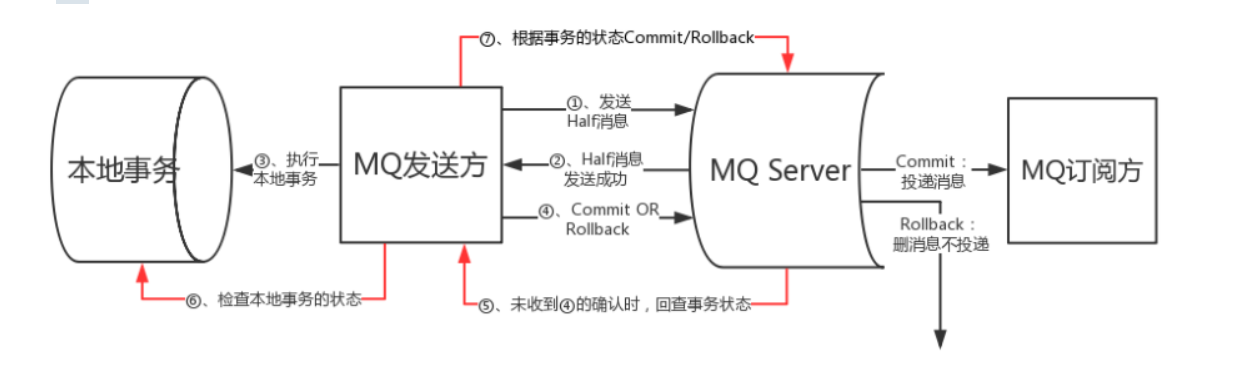 ⑦、根据事务的状态Commit/Rollback
①、发送
Half消息
本地事务
③、执行
本地事务
MQ发送方
②、Half消息
发送成功
MQ Server
Commit：
投递消息
MQ订阅方
④、Commit OR
Rollback
Rollback：
删消息不投递
⑥、检查本地事务的状态
⑤、未收到④的确认时，回查事务状态